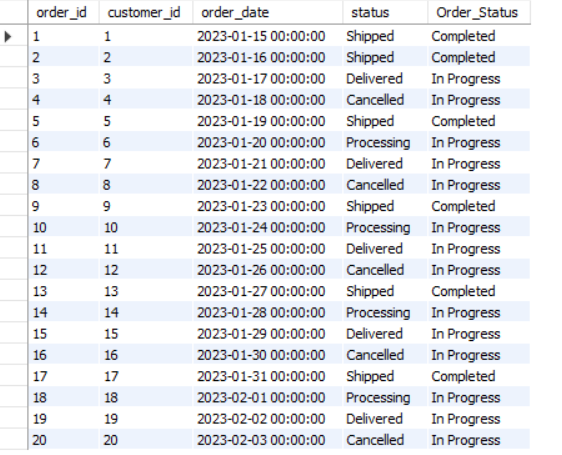 order_id customer_id order_date status Order_Status
1 1 2023-01-15 00:00:00 Shipped Completed
2 2 2023-01-16 00:00:00 Shipped Completed
3 3 2023-01-17 00:00:00 Delivered In Progress
4 4 2023-01-18 00:00:00 Cancelled In Progress
5 5 2023-01-19 00:00:00 Shipped Completed
6 6 2023-01-20 00:00:00 Processing In Progress
7 7 2023-01-21 00:00:00 Delivered In Progress
8 8 2023-01-22 00:00:00 Cancelled In Progress
9 9 2023-01-23 00:00:00 Shipped Completed
10 10 2023-01-24 00:00:00 Processing In Progress
11 11 2023-01-25 00:00:00 Delivered In Progress
12 12 2023-01-26 00:00:00 Cancelled In Progress
13 13 2023-01-27 00:00:00 Shipped Completed
14 14 2023-01-28 00:00:00 Processing In Progress
15 15 2023-01-29 00:00:00 Delivered In Progress
16 16 2023-01-30 00:00:00 Cancelled In Progress
17 17 2023-01-31 00:00:00 Shipped Completed
18 18 2023-02-01 00:00:00 Processing In Progress
19 19 2023-02-02 00:00:00 Delivered In Progress
20 20 2023-02-03 00:00:00 Cancelled In Progress